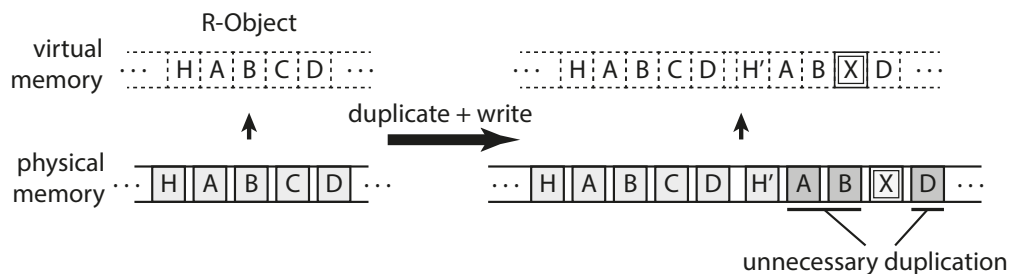 R-Object
virtual memory
··· H A B C D ···
··· H A B C D H' A B X D ···
duplicate + write
physical memory
··· H A B C D ···
··· H A B C D H' A B X D ···
unnecessary duplication